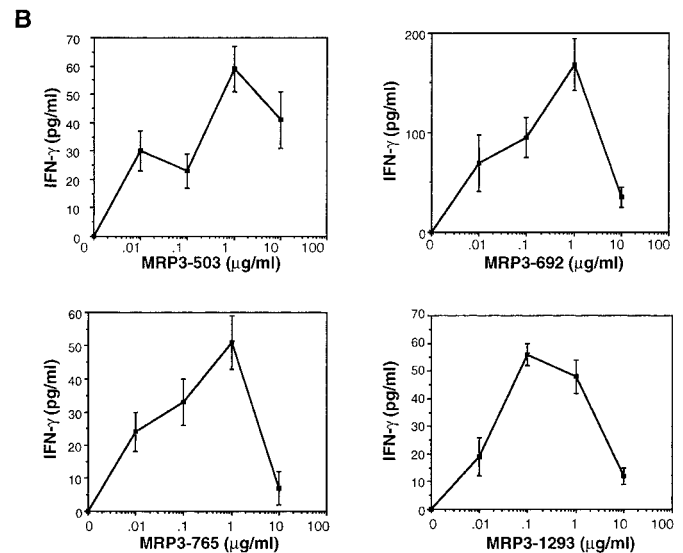 B
70
60
50
40
30
20
10
0
IFN-γ (pg/ml)
0 .01 .1 1 10 100
MRP3-503 (μg/ml)
200
100
0
IFN-γ (pg/ml)
0 .01 .1 1 10 100
MRP3-692 (μg/ml)
60
50
40
30
20
10
0
IFN-γ (pg/ml)
0 .01 .1 1 10 100
MRP3-765 (μg/ml)
70
60
50
40
30
20
10
0
IFN-γ (pg/ml)
0 .01 .1 1 10 100
MRP3-1293 (μg/ml)